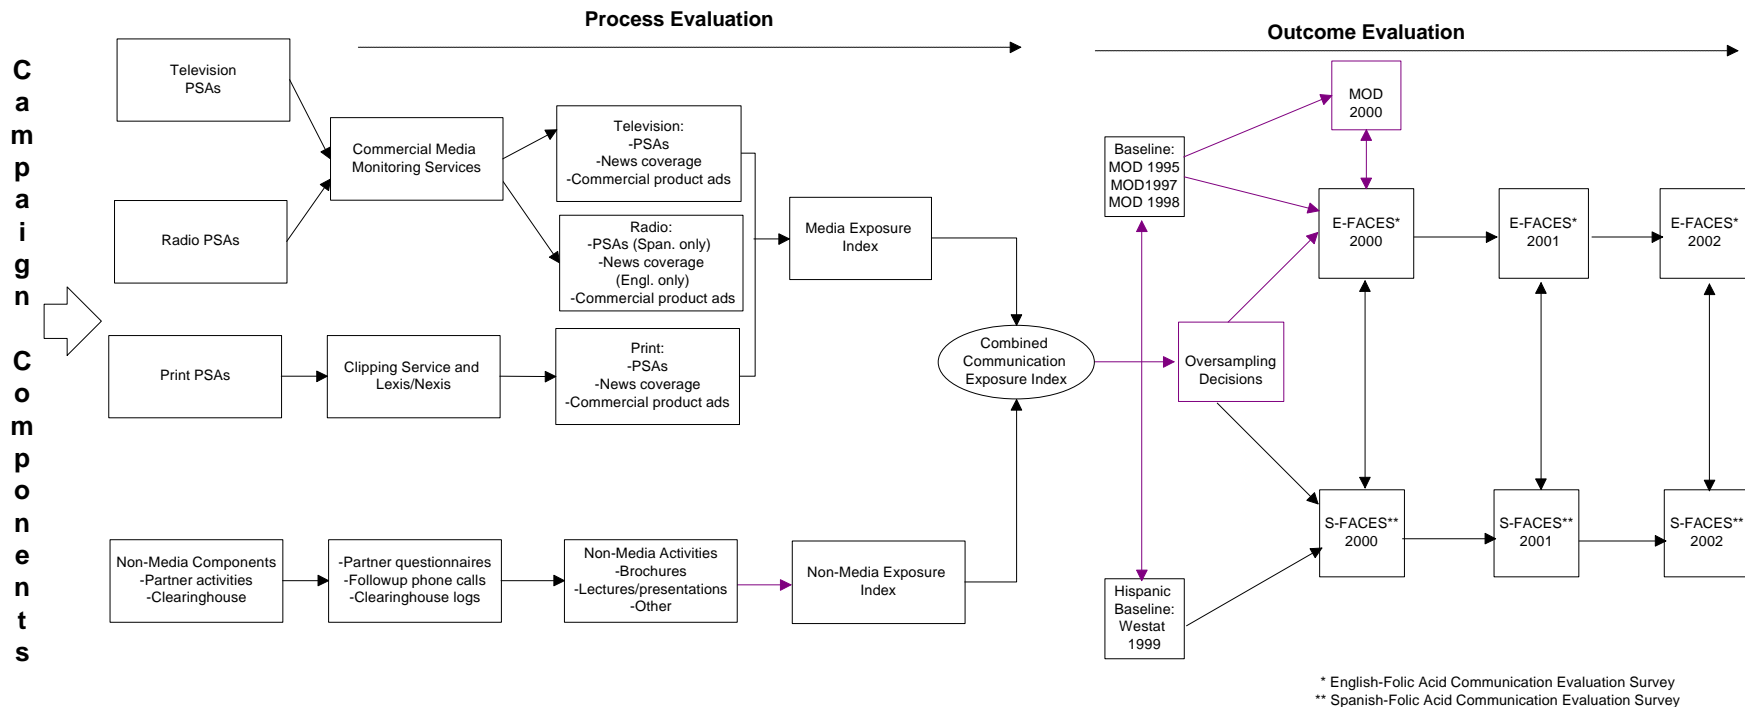 Process Evaluation
Outcome Evaluation
Campaign Components
Television
PSAs
Radio PSAs
Print PSAs
Non-Media Components
-Partner activities
-Clearinghouse
Commercial Media
Monitoring Services
Clipping Service and
Lexis/Nexis
-Partner questionnaires
-Followup phone calls
-Clearinghouse logs
Television:
-PSAs
-News coverage
-Commercial product ads
Radio:
-PSAs (Span. only)
-News coverage
(Engl. only)
-Commercial product ads
Print:
-PSAs
-News coverage
-Commercial product ads
Non-Media Activities
-Brochures
-Lectures/presentations
-Other
Media Exposure
Index
Non-Media Exposure
Index
Combined
Communication
Exposure Index
Baseline:
MOD 1995
MOD1997
MOD 1998
Oversampling
Decisions
Hispanic
Baseline:
Westat
1999
MOD
2000
E-FACES*
2000
E-FACES*
2001
E-FACES*
2002
S-FACES**
2000
S-FACES**
2001
S-FACES**
2002
* English-Folic Acid Communication Evaluation Survey
** Spanish-Folic Acid Communication Evaluation Survey